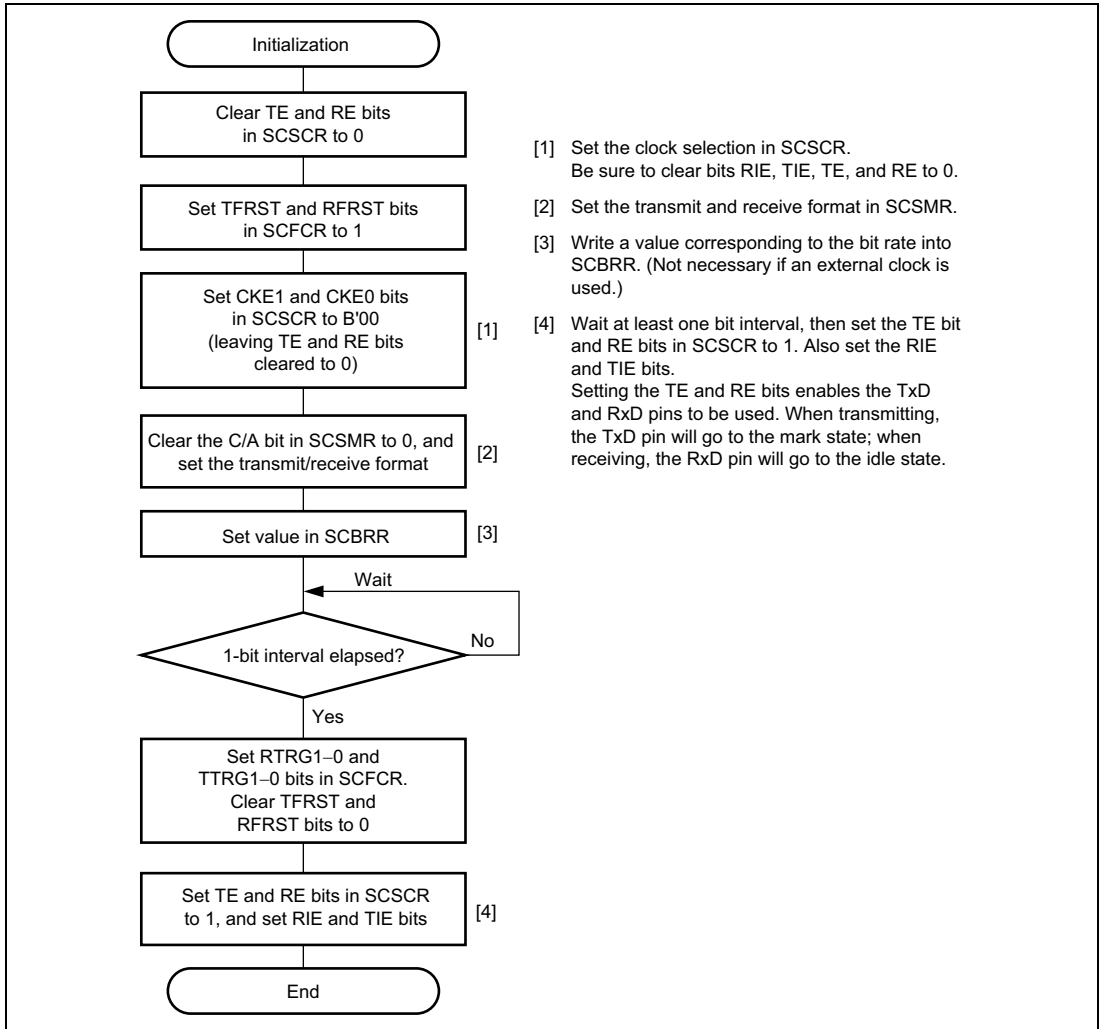 Initialization
Clear TE and RE bits
in SCSCR to 0
Set TFRST and RFRST bits
in SCFCR to 1
Set CKE1 and CKE0 bits
in SCSCR to B'00
(leaving TE and RE bits
cleared to 0)
[1]
Clear the C/A bit in SCSMR to 0, and
set the transmit/receive format
[2]
Set value in SCBRR
[3]
Wait
1-bit interval elapsed?
No
Yes
Set RTRG1–0 and
TTRG1–0 bits in SCFCR.
Clear TFRST and
RFRST bits to 0
Set TE and RE bits in SCSCR
to 1, and set RIE and TIE bits
[4]
End
[1] Set the clock selection in SCSCR.
Be sure to clear bits RIE, TIE, TE, and RE to 0.
[2] Set the transmit and receive format in SCSMR.
[3] Write a value corresponding to the bit rate into
SCBRR. (Not necessary if an external clock is
used.)
[4] Wait at least one bit interval, then set the TE bit
and RE bits in SCSCR to 1. Also set the RIE
and TIE bits.
Setting the TE and RE bits enables the TxD
and RxD pins to be used. When transmitting,
the TxD pin will go to the mark state; when
receiving, the RxD pin will go to the idle state.